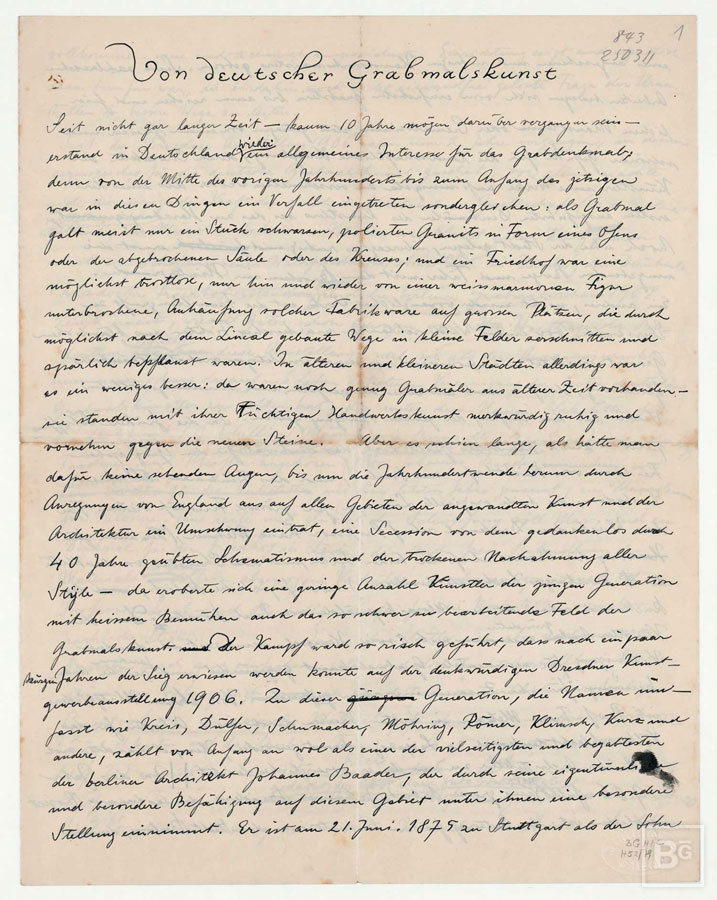 843
250311
1
Von deutscher Grabmalskunst
Seit nicht gar langer Zeit — kaum 10 Jahre mögen darüber vergangen sein —
erstand in Deutschland wieder ein allgemeines Interesse für das Grabdenkmal;
denn von der Mitte des vorigen Jahrhunderts bis zum Anfang des jetzigen
war in diesen Dingen ein Verfall eingetreten sondergleichen: als Grabmal
galt meist nur ein Stück schwarzen, polierten Granits in Form eines Ofens
oder der abgebrochenen Säule oder des Kreuzes; und ein Friedhof war eine
möglichst trostlose, nur hin und wieder von einer weissmarmornen Figur
unterbrochene, Anhäufung solcher Fabrikware auf grossen Plätzen, die durch
möglichst nach dem Lineal gebaute Wege in kleine Felder zerschnitten und
spärlich bepflanzt waren. In älteren und kleineren Städten allerdings war
es ein weniges besser: da waren noch genug Grabmäler aus älterer Zeit vorhanden —
sie standen mit ihrer tüchtigen Handwerkskunst merkwürdig ruhig und
vornehm gegen die neuen Steine. Aber es schien lange, als hätte man
dafür keine sehenden Augen, bis um die Jahrhundertwende herum durch
Anregungen von England aus auf allen Gebieten der angewandten Kunst und der
Architektur ein Umschwung eintrat, eine Secession von dem gedankenlos durch
40 Jahre geübten Schematismus und der trockenen Nachahmung aller
Stijle — da eroberte sich eine geringe Anzahl Künstler der jungen Generation
mit heissem Bemühen auch das so schwer zu bearbeitende Feld der
Grabmalskunst. und Der Kampf ward so risch geführt, dass nach ein paar
kurzen Jahren der Sieg erwiesen werden konnte auf der denkwürdigen Dresdner Kunst-
gewerbeausstellung 1906. Zu dieser jungen Generation, die Namen um-
fasst wie Kreis, Dülfer, Schumacher, Möhring, Römer, Klimsch, Kurz und
andere, zählt von Anfang an wol als einer der vielseitigsten und begabtesten
der berliner Architekt Johannes Baader, der durch seine eigentümliche
und besondere Befähigung auf diesem Gebiet unter ihnen eine besondere
Stellung einnimmt. Er ist am 21. Juni. 1875 zu Stuttgart als der Sohn
BG